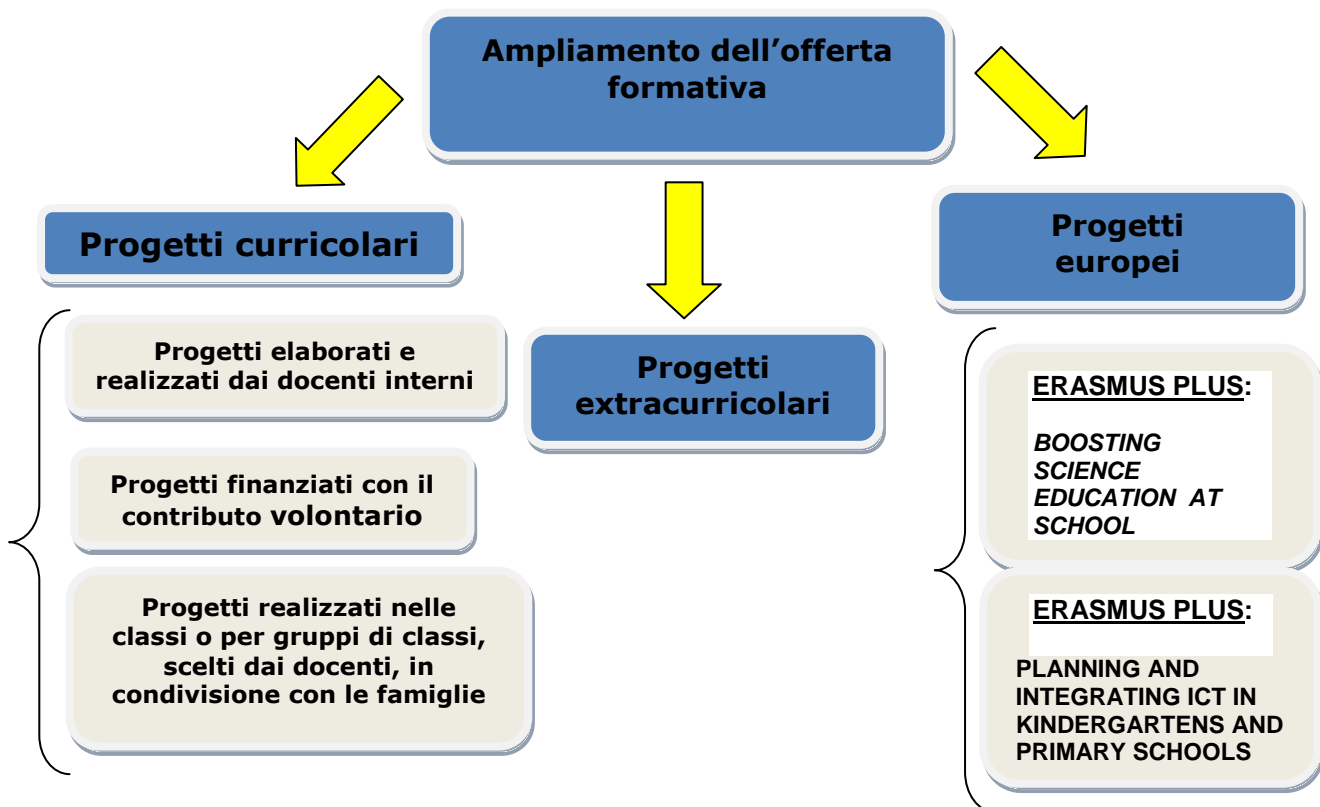 Ampliamento dell’offerta
formativa
Progetti curricolari
Progetti elaborati e
realizzati dai docenti interni
Progetti finanziati con il
contributo volontario
Progetti realizzati nelle
classi o per gruppi di classi,
scelti dai docenti, in
condivisione con le famiglie
Progetti
extracurricolari
Progetti
europei
ERASMUS PLUS:
BOOSTING
SCIENCE
EDUCATION AT
SCHOOL
ERASMUS PLUS:
PLANNING AND
INTEGRATING ICT IN
KINDERGARTENS AND
PRIMARY SCHOOLS